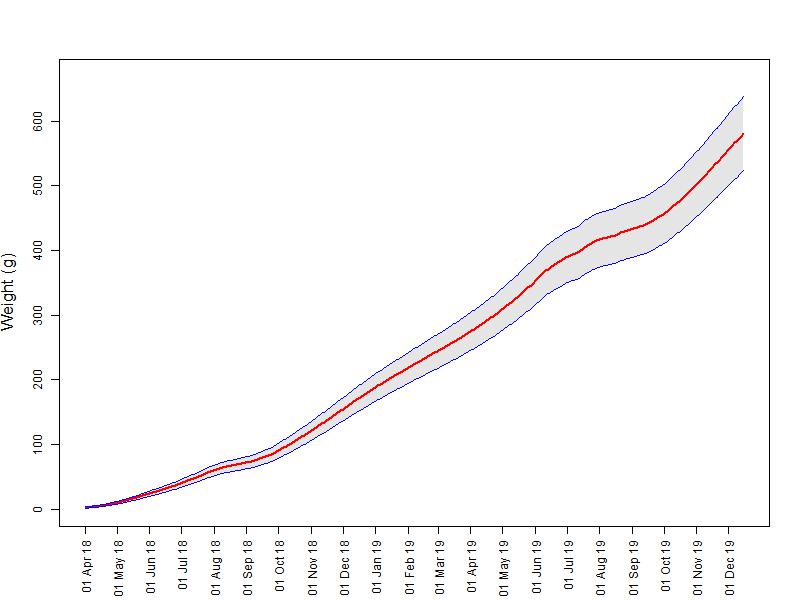 Weight (g)
600
500
400
300
200
100
0
01 Apr 18
01 May 18
01 Jun 18
01 Jul 18
01 Aug 18
01 Sep 18
01 Oct 18
01 Nov 18
01 Dec 18
01 Jan 19
01 Feb 19
01 Mar 19
01 Apr 19
01 May 19
01 Jun 19
01 Jul 19
01 Aug 19
01 Sep 19
01 Oct 19
01 Nov 19
01 Dec 19